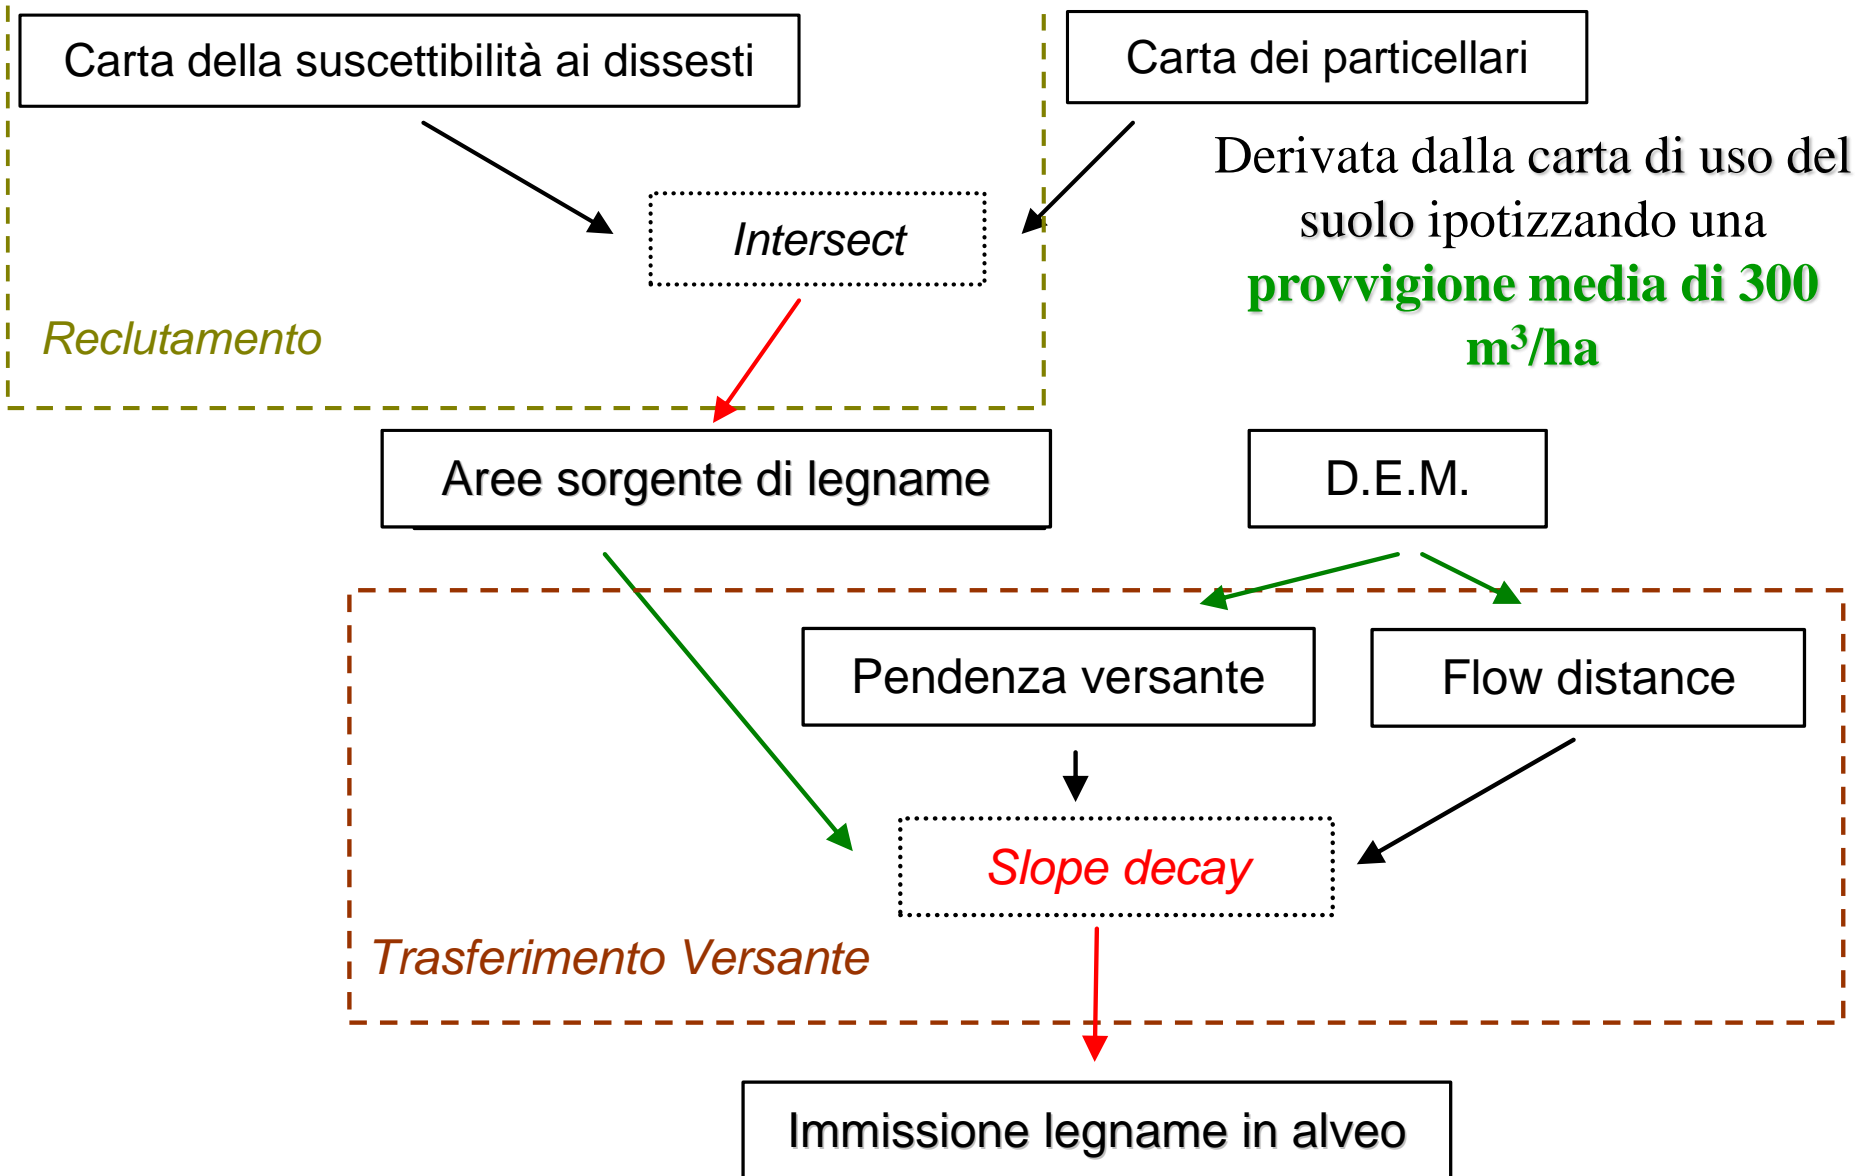 Carta della suscettibilità ai dissesti
Carta dei particellari
Derivata dalla carta di uso del
suolo ipotizzando una
provvigione media di 300
m³/ha
Intersect
Reclutamento
Aree sorgente di legname
D.E.M.
Pendenza versante
Flow distance
Slope decay
Trasferimento Versante
Immissione legname in alveo